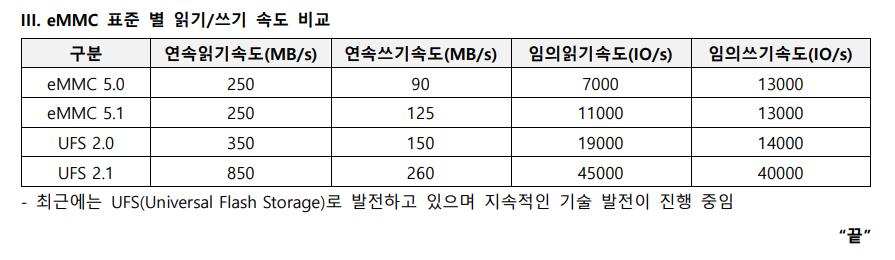 III. eMMC 표준 별 읽기/쓰기 속도 비교
구분 연속읽기속도(MB/s) 연속쓰기속도(MB/s) 임의읽기속도(IO/s) 임의쓰기속도(IO/s)
eMMC 5.0 250 90 7000 13000
eMMC 5.1 250 125 11000 13000
UFS 2.0 350 150 19000 14000
UFS 2.1 850 260 45000 40000
- 최근에는 UFS(Universal Flash Storage)로 발전하고 있으며 지속적인 기술 발전이 진행 중임
“끝”